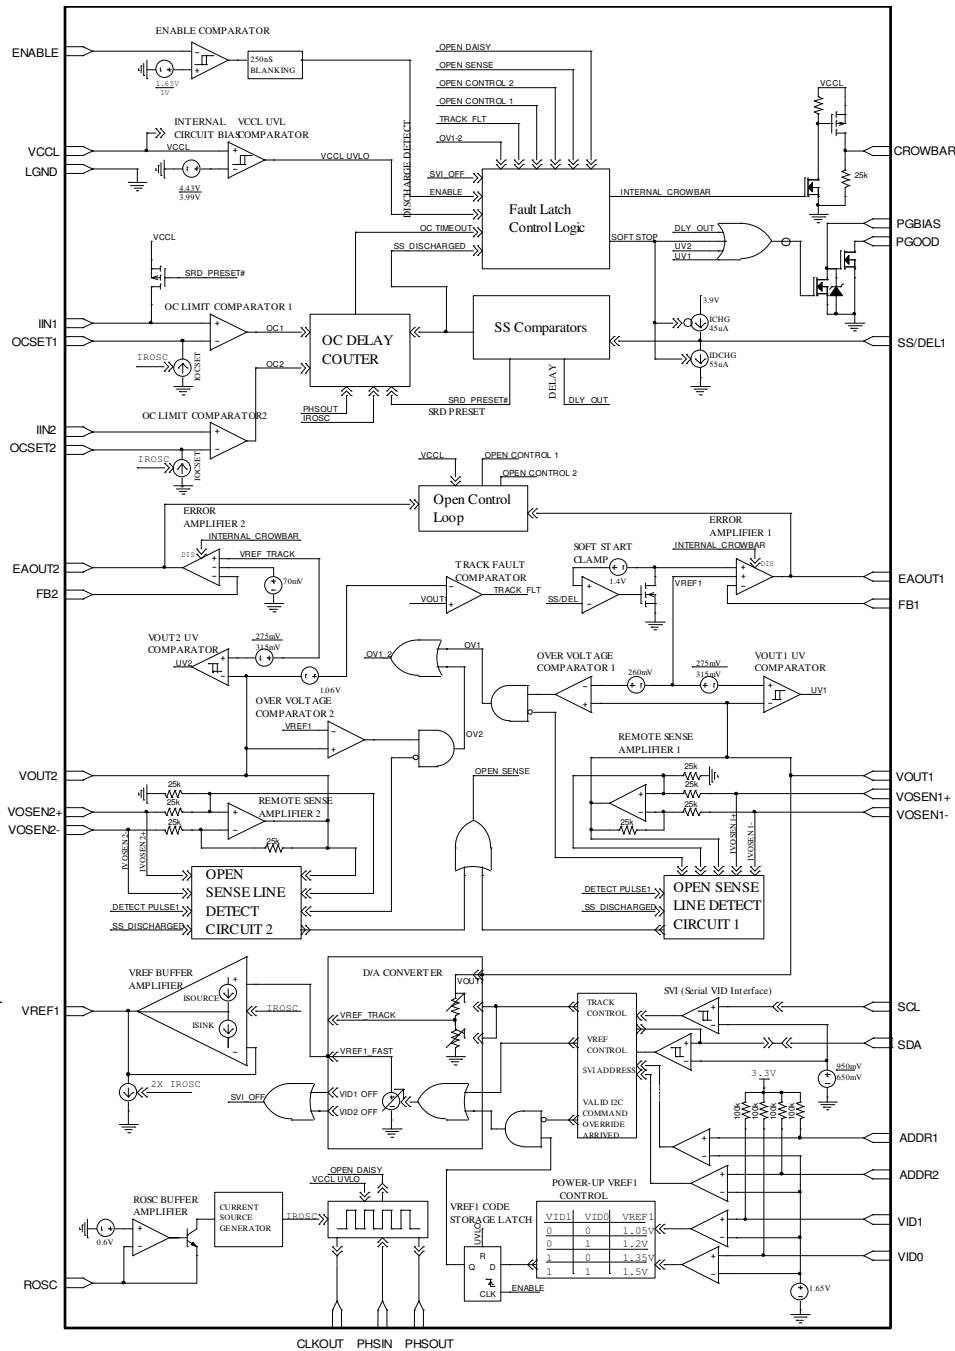 ENABLE COMPARATOR
ENABLE
250nS
BLANKING
1.65V
1V
OPEN DAISY
OPEN SENSE
OPEN CONTROL 2
OPEN CONTROL 1
TRACK_FLT
OV1-2
VCCL
INTERNAL
CIRCUIT BIAS
VCCL UVL
COMPARATOR
VCCL
VCCL
LGND
4.43V
3.99V
VCCL UVLO
DISCHARGE DETECT
SVI_OFF
ENABLE
OC TIMEOUT
SS_DISCHARGED
Fault Latch
Control Logic
INTERNAL_CROWBAR
SOFT STOP
CROWBAR
25k
PGBIAS
PGOOD
DLY_OUT
UV2
UV1
VCCL
SRD_PRESET#
OC LIMIT COMPARATOR 1
IIN1
OCSET1
IROSC
IOCSET
OC1
OC2
OC DELAY
COUTER
SS Comparators
3.9V
ICHG
45uA
IDCHG
55uA
SS/DEL1
PHSOUT
IROSC
SRD_PRESET#
SRD PRESET
DELAY
DLY_OUT
OC LIMIT COMPARATOR2
IIN2
OCSET2
IROSC
IOCSET
VCCL
OPEN CONTROL 1
OPEN CONTROL 2
Open Control
Loop
ERROR
AMPLIFIER 2
INTERNAL_CROWBAR
DIS
VREF_TRACK
EAOUT2
FB2
70mV
TRACK FAULT
COMPARATOR
VOUT1
TRACK_FLT
SOFT START
CLAMP
1.4V
SS/DEL
ERROR
AMPLIFIER 1
INTERNAL_CROWBAR
DIS
VREF1
EAOUT1
FB1
VOUT2 UV
COMPARATOR
UV2
275mV
315mV
1.06V
OV1_2
OV1
OVER VOLTAGE
COMPARATOR 1
260mV
275mV
315mV
VOUT1 UV
COMPARATOR
UV1
OVER VOLTAGE
COMPARATOR 2
VREF1
OV2
REMOTE SENSE
AMPLIFIER 1
VOUT2
OPEN SENSE
25k
25k
25k
VOUT1
VOSEN1+
VOSEN1-
IVOSEN1+
IVOSEN1-
VOSEN2+
VOSEN2-
25k
25k
25k
25k
REMOTE SENSE
AMPLIFIER 2
IVOSEN2-
IVOSEN2+
OPEN
SENSE LINE
DETECT
CIRCUIT 2
DETECT PULSE1
SS_DISCHARGED
DETECT PULSE1
SS_DISCHARGED
OPEN SENSE
LINE DETECT
CIRCUIT 1
VREF BUFFER
AMPLIFIER
ISOURCE
ISINK
IROSC
VREF1
2X IROSC
D/A CONVERTER
VOUT1
VREF_TRACK
VREF1_FAST
VID1 OFF
VID2 OFF
SVI_OFF
TRACK
CONTROL
VREF
CONTROL
SVI ADDRESS
VALID I2C
COMMAND
OVERRIDE
ARRIVED
SVI (Serial VID Interface)
SCL
SDA
950mV
650mV
3.3V
100k
100k
100k
100k
ADDR1
ADDR2
VID1
VID0
1.65V
ROSC BUFFER
AMPLIFIER
0.6V
ROSC
CURRENT
SOURCE
GENERATOR
IROSC
OPEN_DAISY
VCCL UVLO
CLKOUT
PHSIN
PHSOUT
VREF1 CODE
STORAGE LATCH
UVLO
R
Q
D
CLK
ENABLE
POWER-UP VREF1
CONTROL
VID1 VID0 VREF1
0 0 1.05V
0 1 1.2V
1 0 1.35V
1 1 1.5V